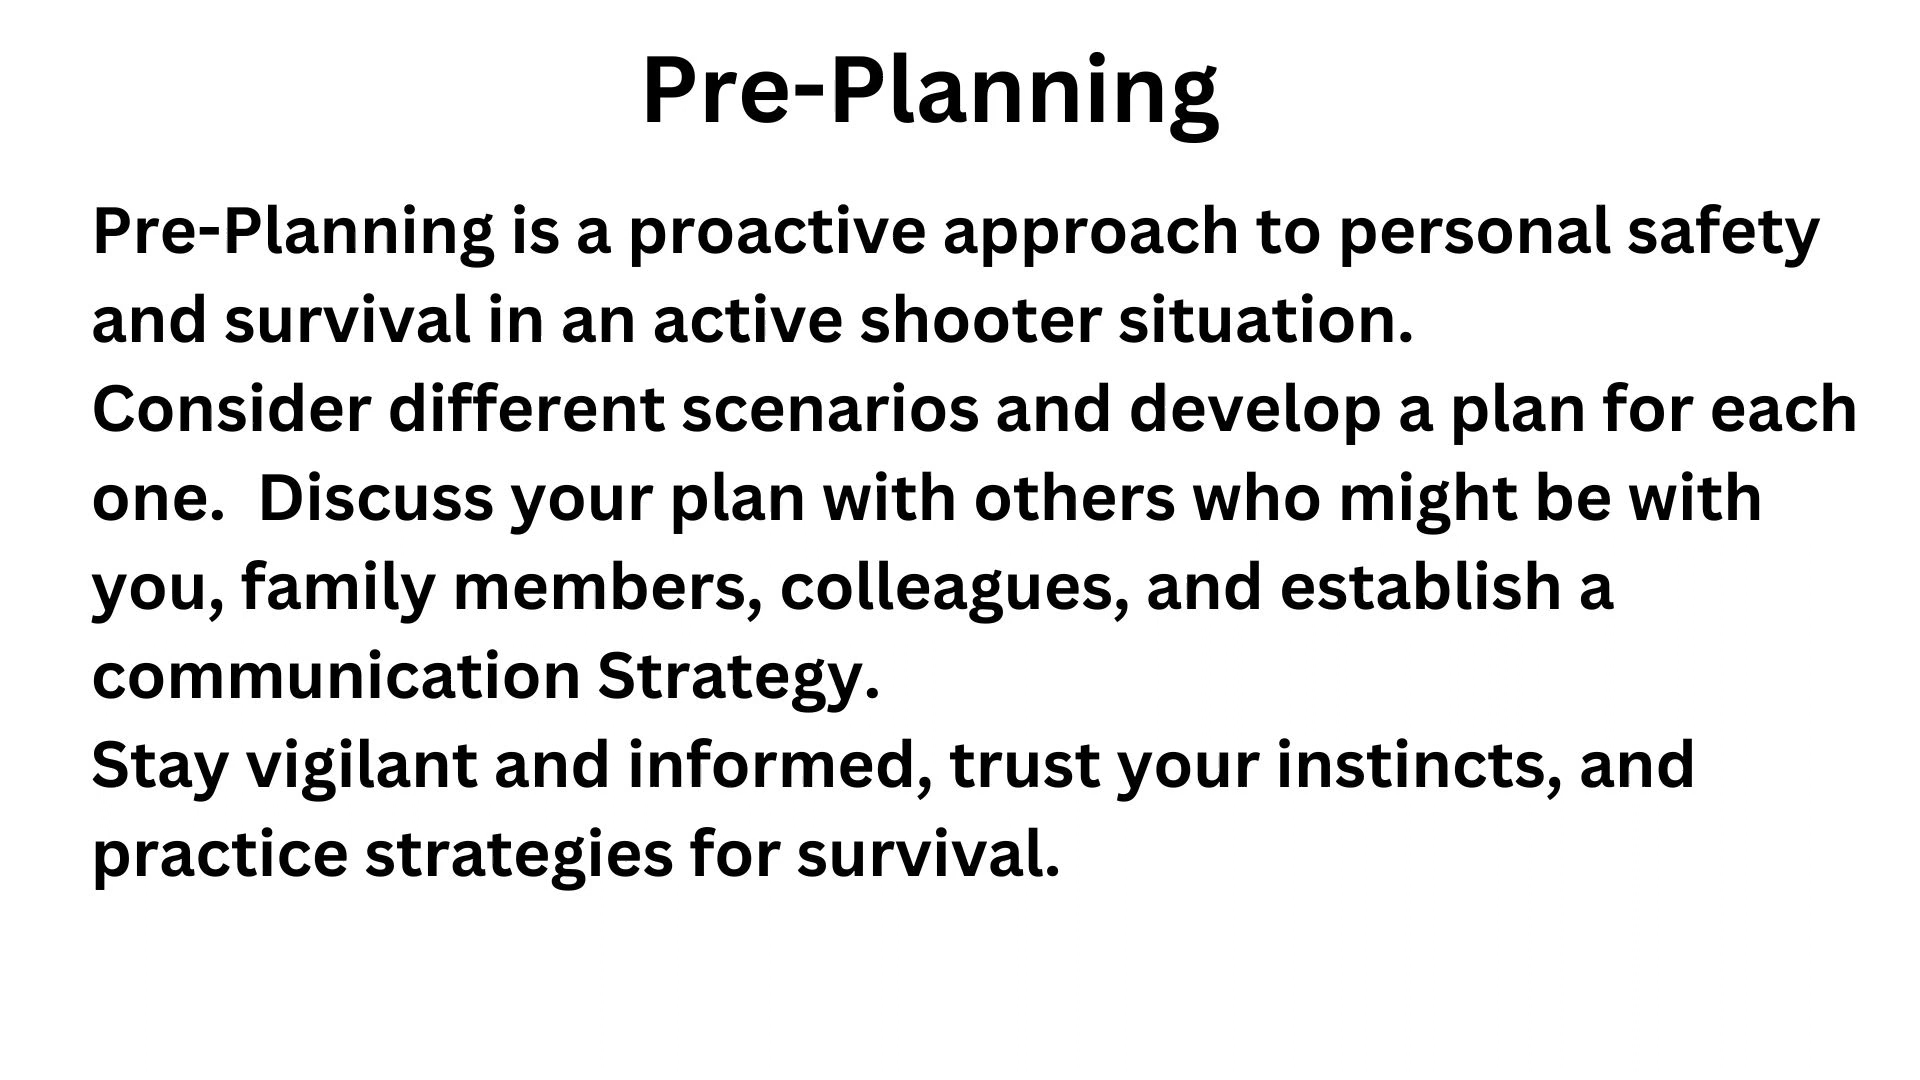 Pre-Planning
Pre-Planning is a proactive approach to personal safety
and survival in an active shooter situation.
Consider different scenarios and develop a plan for each
one.  Discuss your plan with others who might be with
you, family members, colleagues, and establish a
communication Strategy.
Stay vigilant and informed, trust your instincts, and
practice strategies for survival.